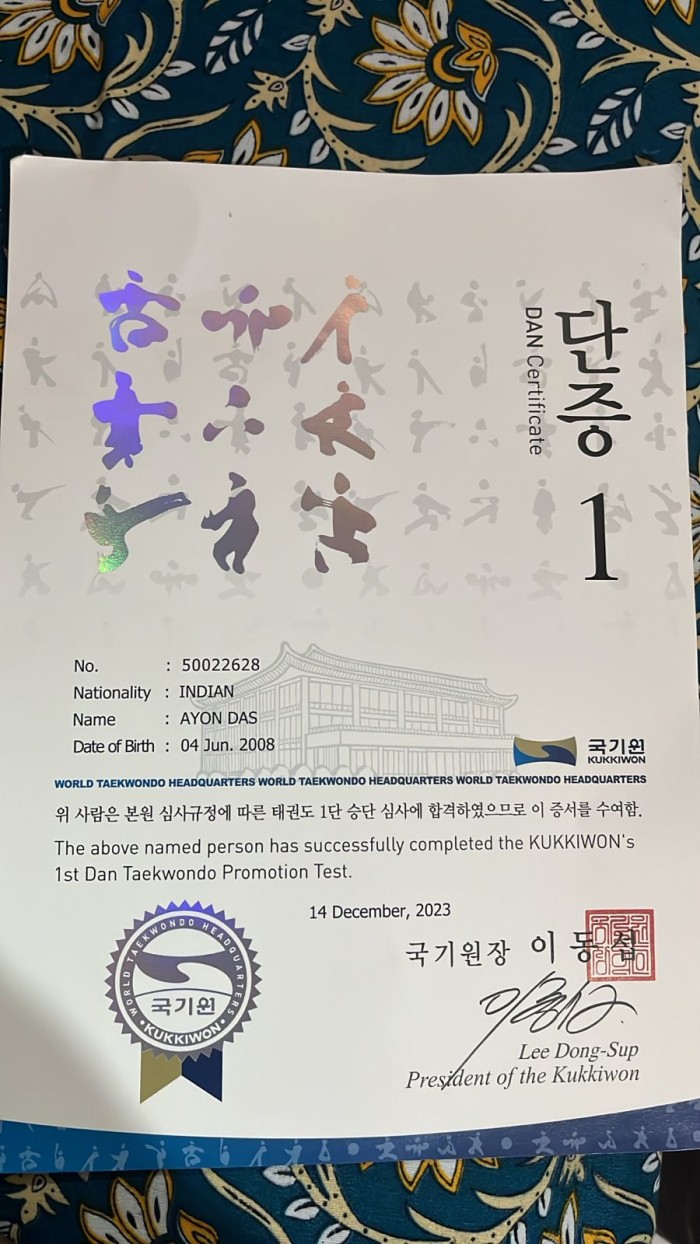 단증
DAN Certificate
1
No. : 50022628
Nationality : INDIAN
Name : AYON DAS
Date of Birth : 04 Jun. 2008
국기원
KUKKIWON
WORLD TAEKWONDO HEADQUARTERS WORLD TAEKWONDO HEADQUARTERS WORLD TAEKWONDO HEADQUARTERS
위 사람은 본원 심사규정에 따른 태권도 1단 승단 심사에 합격하였으므로 이 증서를 수여함.
The above named person has successfully completed the KUKKIWON's
1st Dan Taekwondo Promotion Test.
14 December, 2023
국기원장 이동섭
Lee Dong-Sup
President of the Kukkiwon
WORLD TAEKWONDO HEADQUARTERS
국기원
KUKKIWON